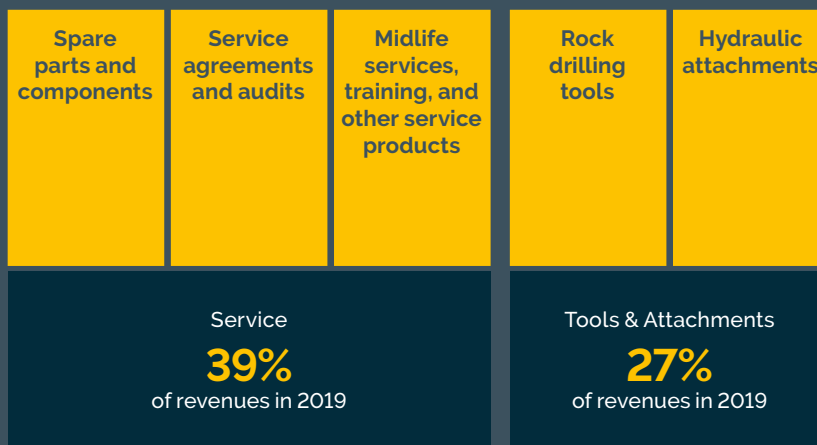 Spare
parts and
components
Service
agreements
and audits
Midlife
services,
training, and
other service
products
Rock
drilling
tools
Hydraulic
attachments
Service
39%
of revenues in 2019
Tools & Attachments
27%
of revenues in 2019